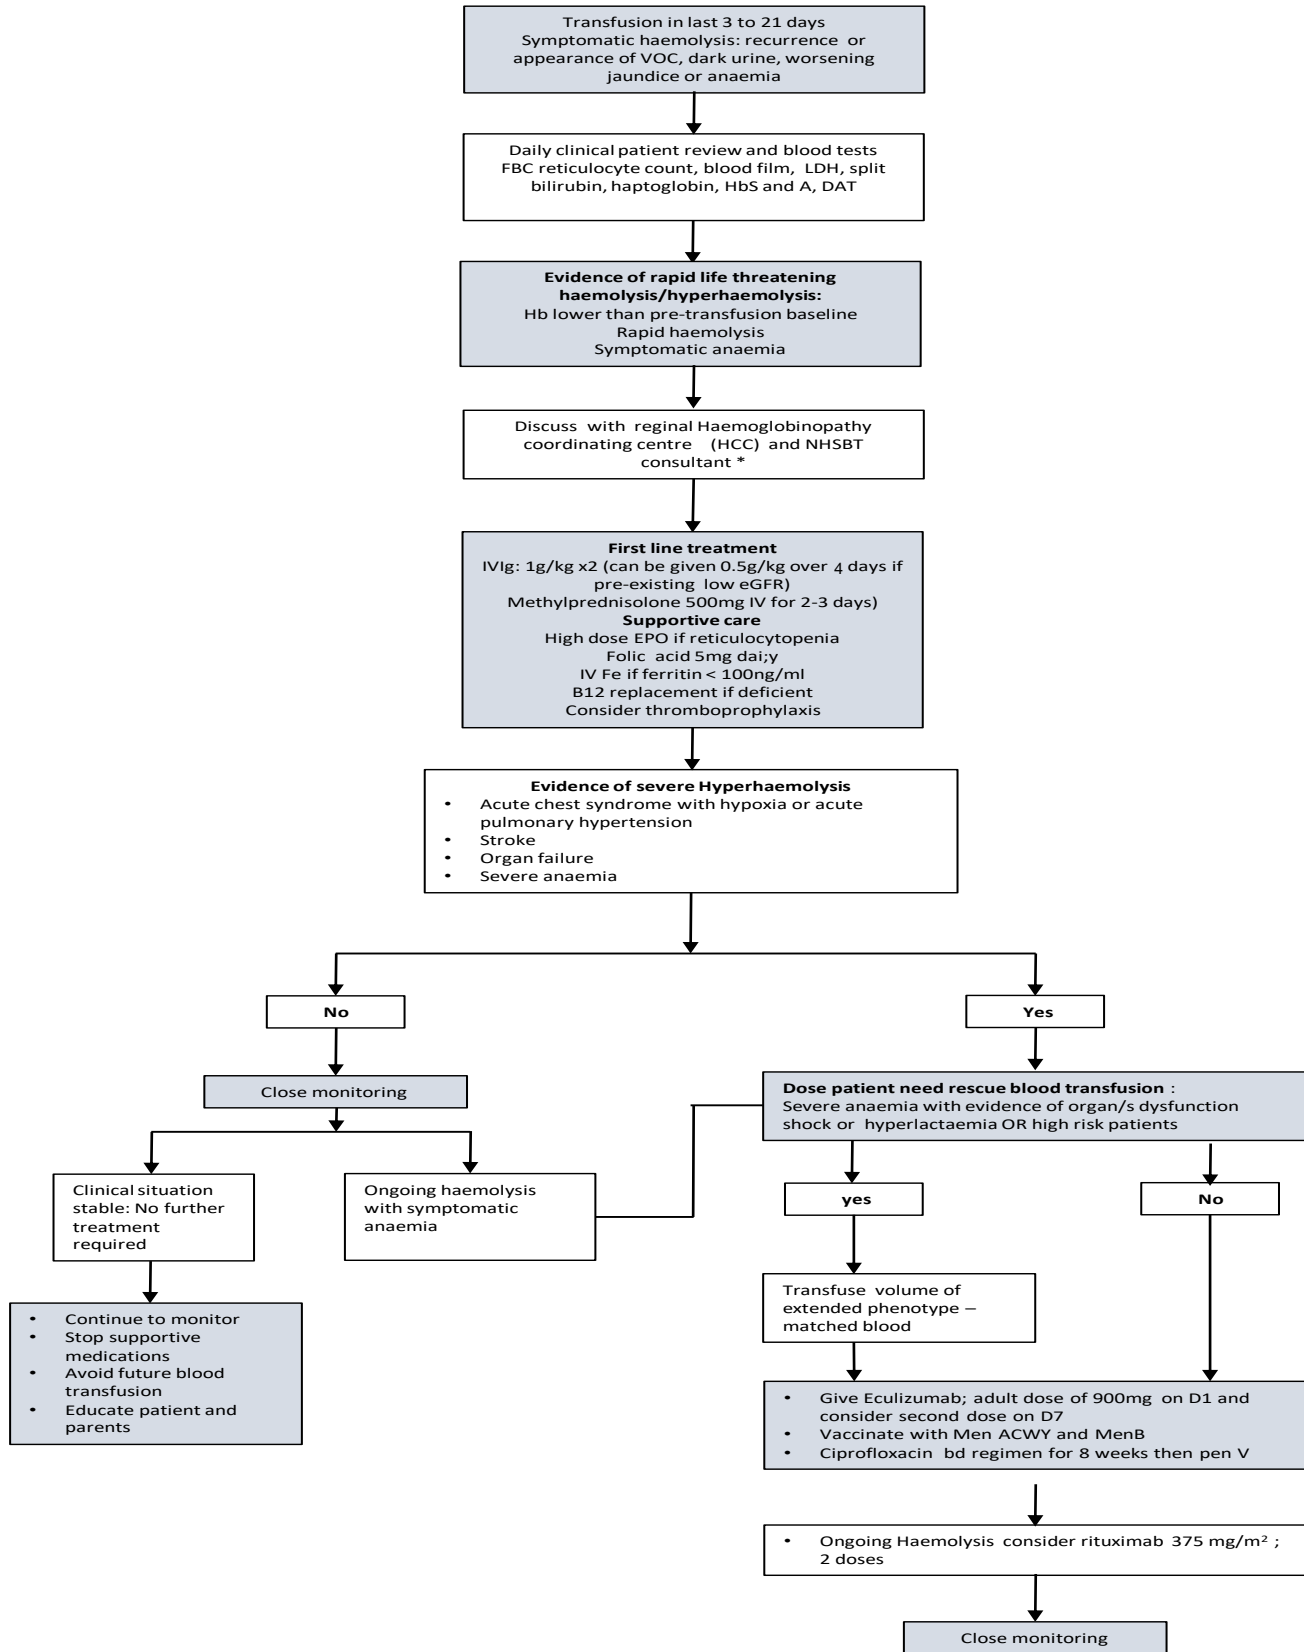 Transfusion in last 3 to 21 days
Symptomatic haemolysis: recurrence or
appearance of VOC, dark urine, worsening
jaundice or anaemia
Daily clinical patient review and blood tests
FBC reticulocyte count, blood film, LDH, split
bilirubin, haptoglobin, HbS and A, DAT
Evidence of rapid life threatening
haemolysis/hyperhaemolysis:
Hb lower than pre-transfusion baseline
Rapid haemolysis
Symptomatic anaemia
Discuss with reginal Haemoglobinopathy
coordinating centre (HCC) and NHSBT
consultant *
First line treatment
IVIg: 1g/kg x2 (can be given 0.5g/kg over 4 days if
pre-existing low eGFR)
Methylprednisolone 500mg IV for 2-3 days)
Supportive care
High dose EPO if reticulocytopenia
Folic acid 5mg dai;y
IV Fe if ferritin < 100ng/ml
B12 replacement if deficient
Consider thromboprophylaxis
Evidence of severe Hyperhaemolysis
• Acute chest syndrome with hypoxia or acute
pulmonary hypertension
• Stroke
• Organ failure
• Severe anaemia
No
Yes
Close monitoring
Dose patient need rescue blood transfusion :
Severe anaemia with evidence of organ/s dysfunction
shock or hyperlactaemia OR high risk patients
Clinical situation
stable: No further
treatment
required
Ongoing haemolysis
with symptomatic
anaemia
yes
No
Transfuse volume of
extended phenotype –
matched blood
• Continue to monitor
• Stop supportive
medications
• Avoid future blood
transfusion
• Educate patient and
parents
• Give Eculizumab; adult dose of 900mg on D1 and
consider second dose on D7
• Vaccinate with Men ACWY and MenB
• Ciprofloxacin bd regimen for 8 weeks then pen V
• Ongoing Haemolysis consider rituximab 375 mg/m² ;
2 doses
Close monitoring